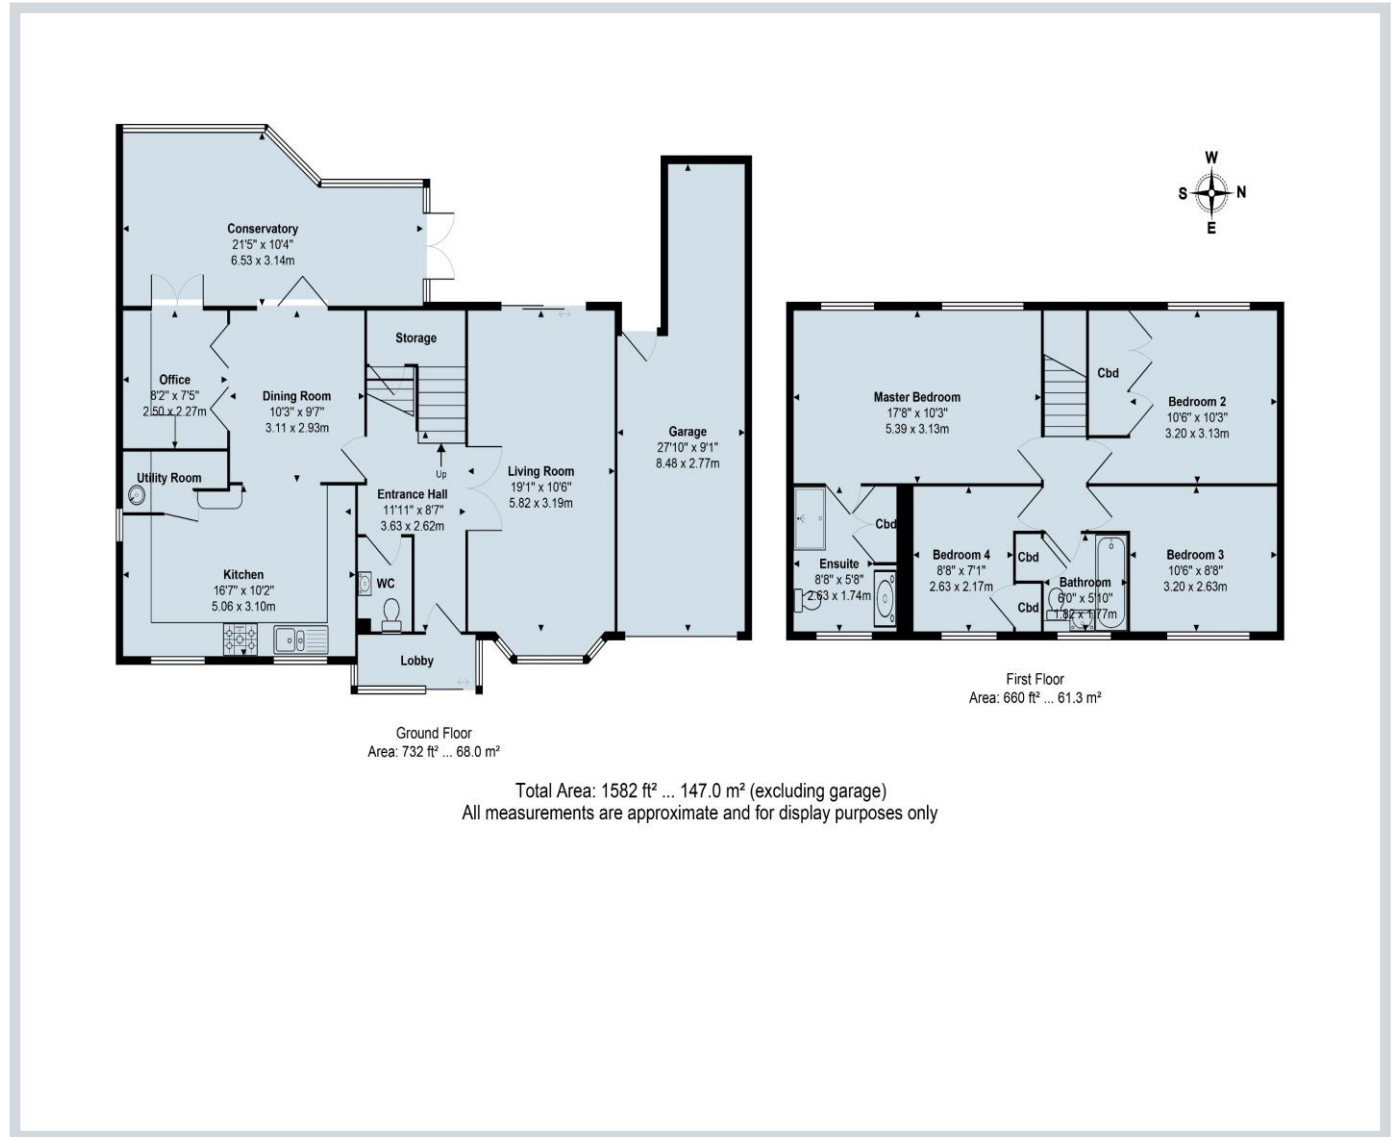 Conservatory
21'5" x 10'4"
6.53 x 3.14m
W
S
N
E
Storage
Office
8'2" x 7'5"
2.50 x 2.27m
Dining Room
10'3" x 9'7"
3.11 x 2.93m
Utility Room
Up
Entrance Hall
11'11" x 8'7"
3.63 x 2.62m
Living Room
19'1" x 10'6"
5.82 x 3.19m
Garage
27'10" x 9'1"
8.48 x 2.77m
Kitchen
16'7" x 10'2"
5.06 x 3.10m
WC
Lobby
Ground Floor
Area: 732 ft² ... 68.0 m²
Master Bedroom
17'8" x 10'3"
5.39 x 3.13m
Cbd
Bedroom 2
10'6" x 10'3"
3.20 x 3.13m
Cbd
Ensuite
8'8" x 5'8"
2.63 x 1.74m
Bedroom 4
8'8" x 7'1"
2.63 x 2.17m
Cbd
Cbd
Bathroom
6'0" x 5'10"
1.82 x 1.77m
Bedroom 3
10'6" x 8'8"
3.20 x 2.63m
First Floor
Area: 660 ft² ... 61.3 m²
Total Area: 1582 ft² ... 147.0 m² (excluding garage)
All measurements are approximate and for display purposes only